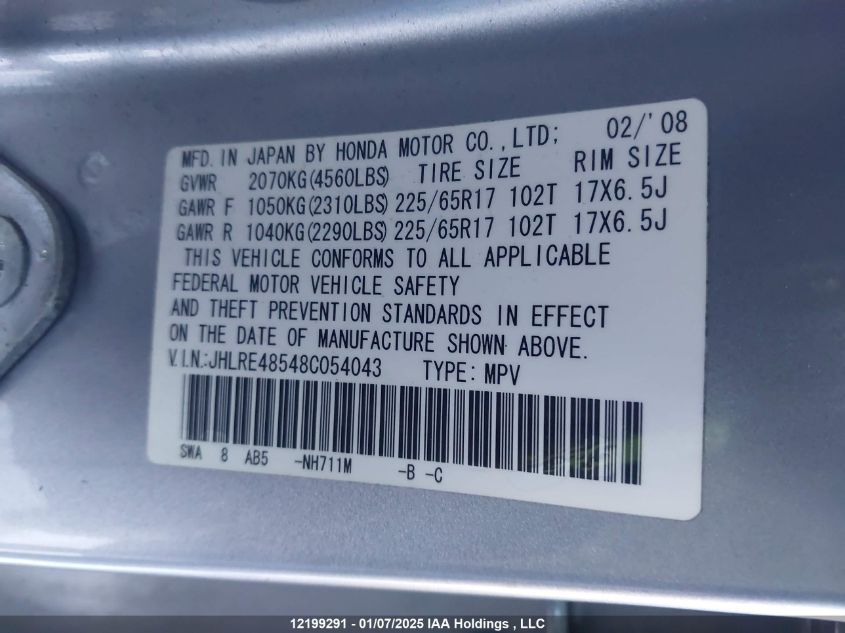 MFD. IN JAPAN BY HONDA MOTOR CO.,LTD; 02/'08
GVWR 2070KG(4560LBS) TIRE SIZE RIM SIZE
GAWR F 1050KG(2310LBS) 225/65R17 102T 17X6.5J
GAWR R 1040KG(2290LBS) 225/65R17 102T 17X6.5J
THIS VEHICLE CONFORMS TO ALL APPLICABLE
FEDERAL MOTOR VEHICLE SAFETY
AND THEFT PREVENTION STANDARDS IN EFFECT
ON THE DATE OF MANUFACTURE SHOWN ABOVE.
V.I.N.:JHLRE48548C054043 TYPE: MPV
SWA 8 AB5 -NH711M -B -C
12199291 - 01/07/2025 IAA Holdings , LLC